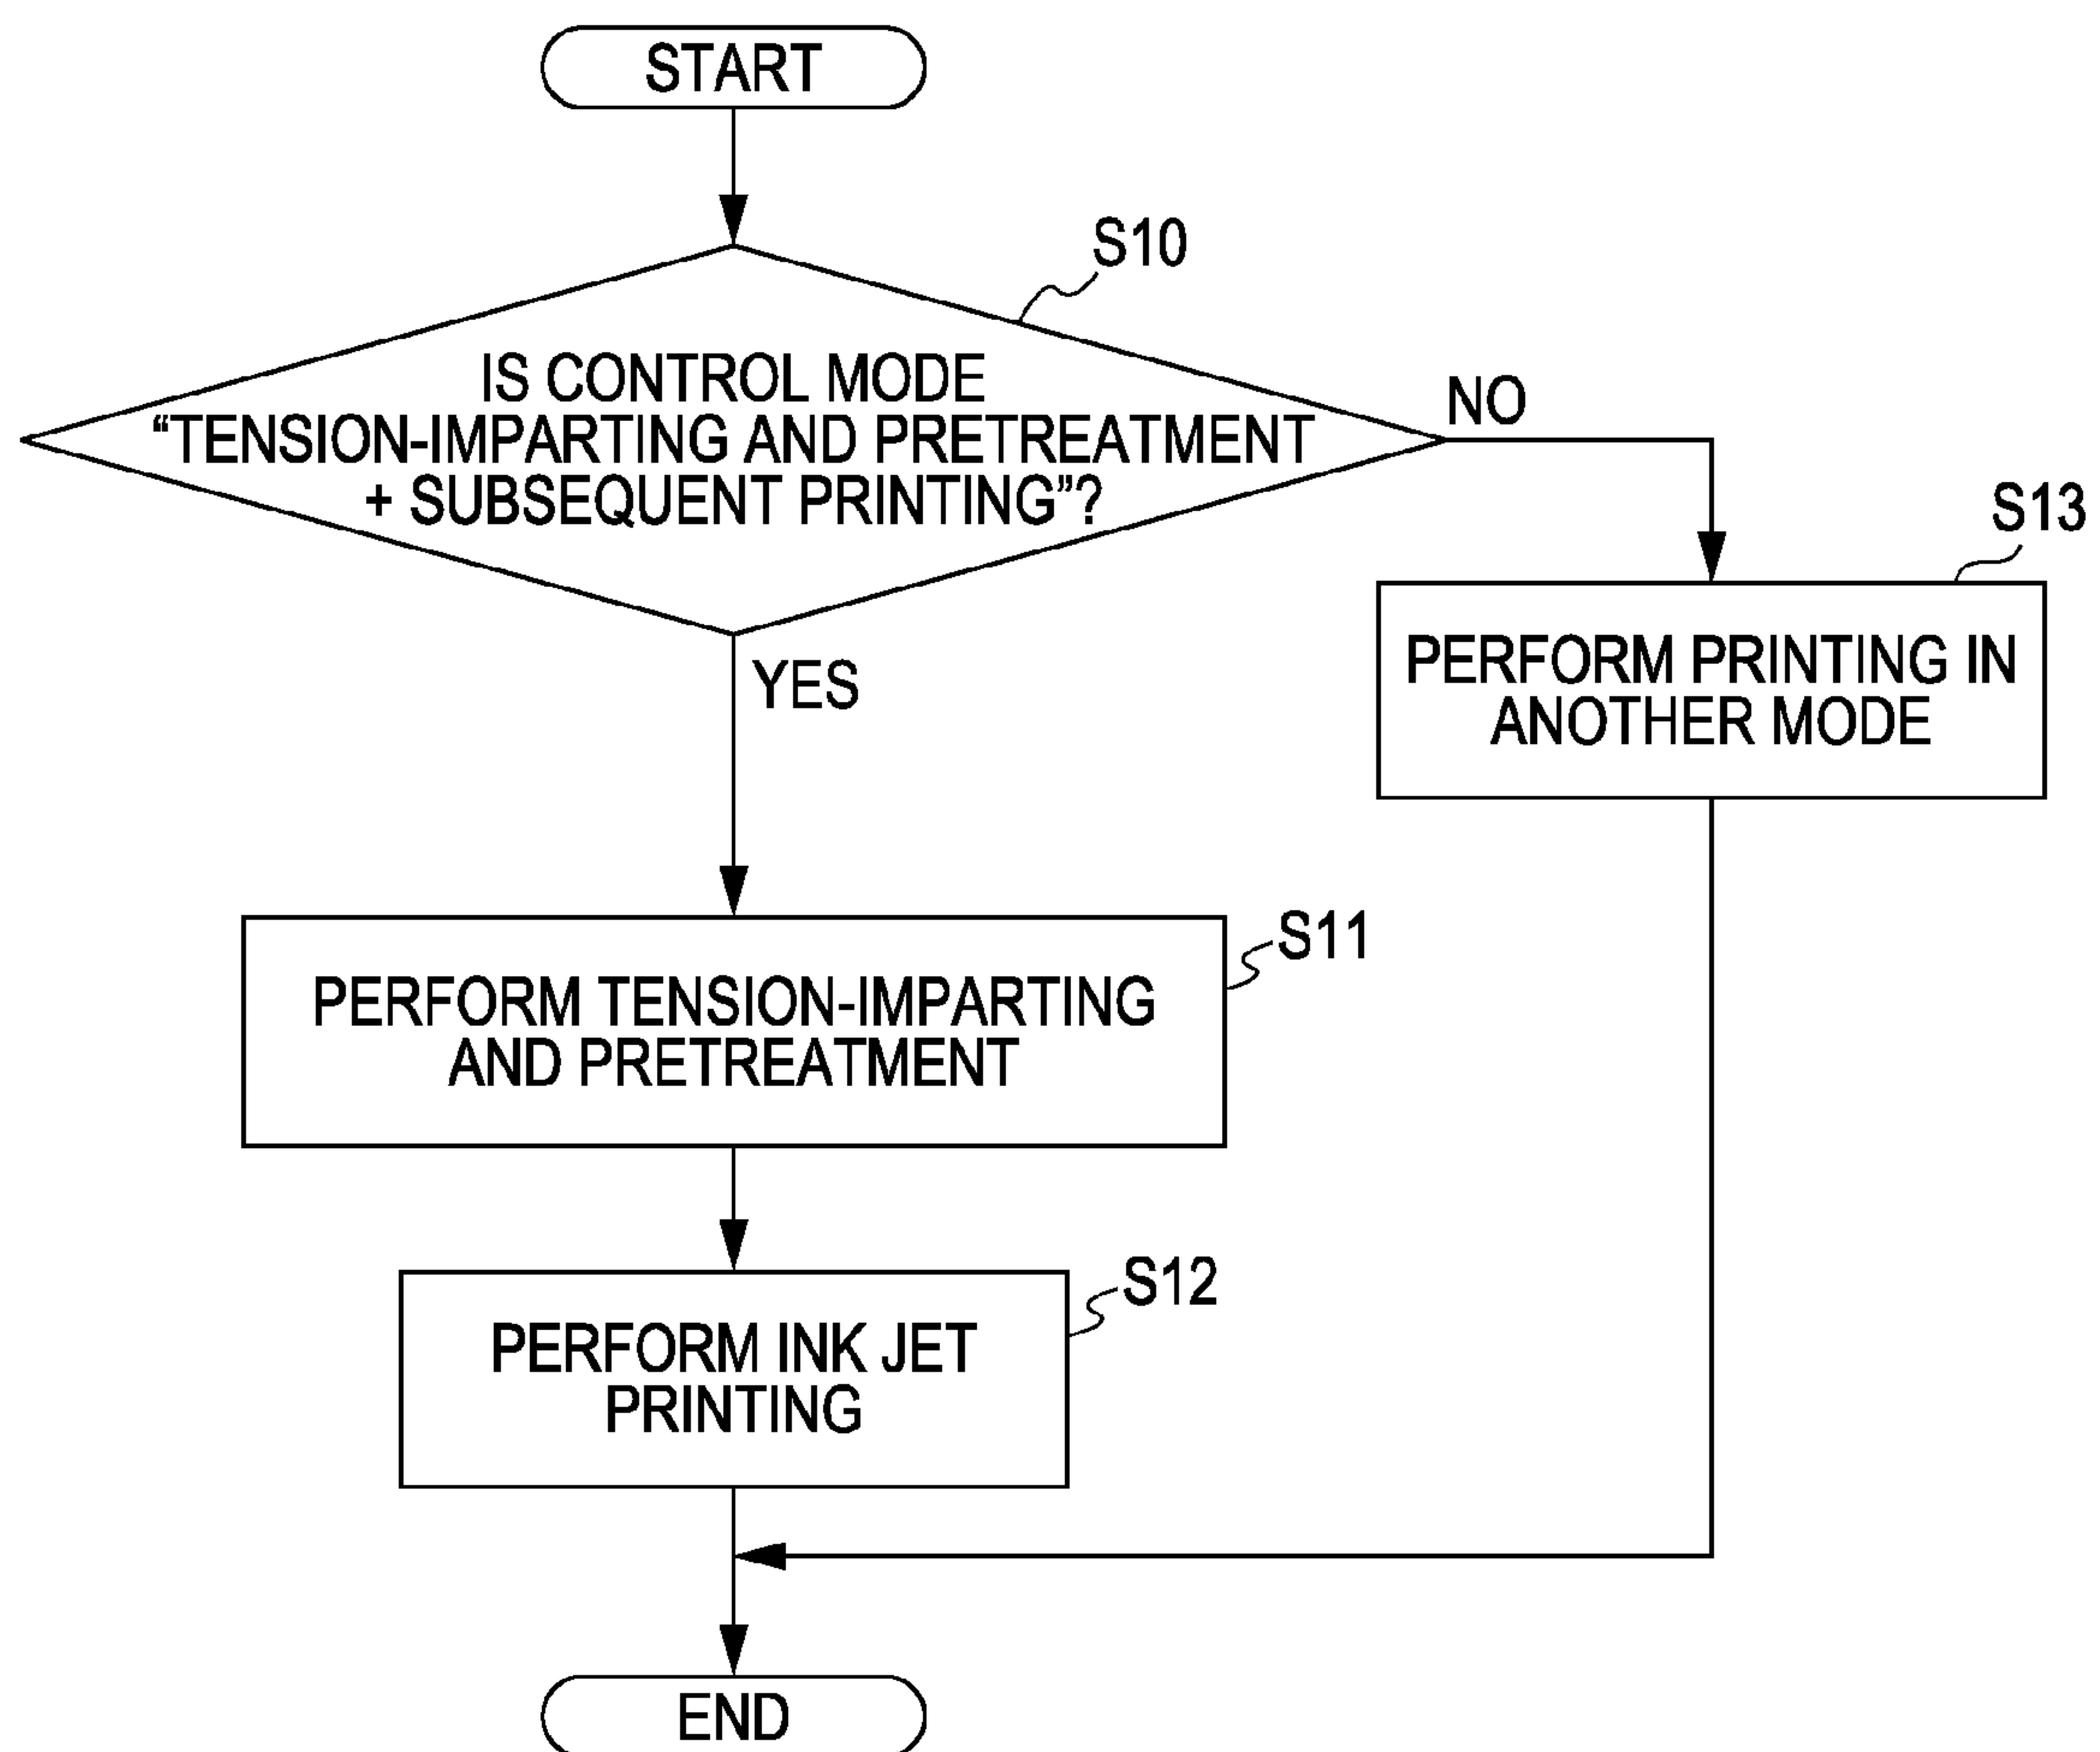 START
S10
IS CONTROL MODE
“TENSION-IMPARTING AND PRETREATMENT
+ SUBSEQUENT PRINTING”?
NO
YES
S13
PERFORM PRINTING IN
ANOTHER MODE
S11
PERFORM TENSION-IMPARTING
AND PRETREATMENT
S12
PERFORM INK JET
PRINTING
END